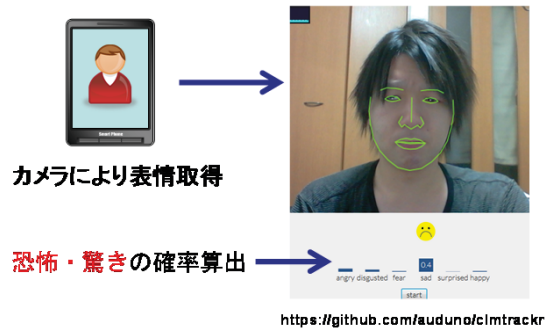 Smart Phone
カメラにより表情取得
恐怖・驚きの確率算出
0.4
angry disgusted fear sad surprised happy
start
https://github.com/auduno/clmtrackr